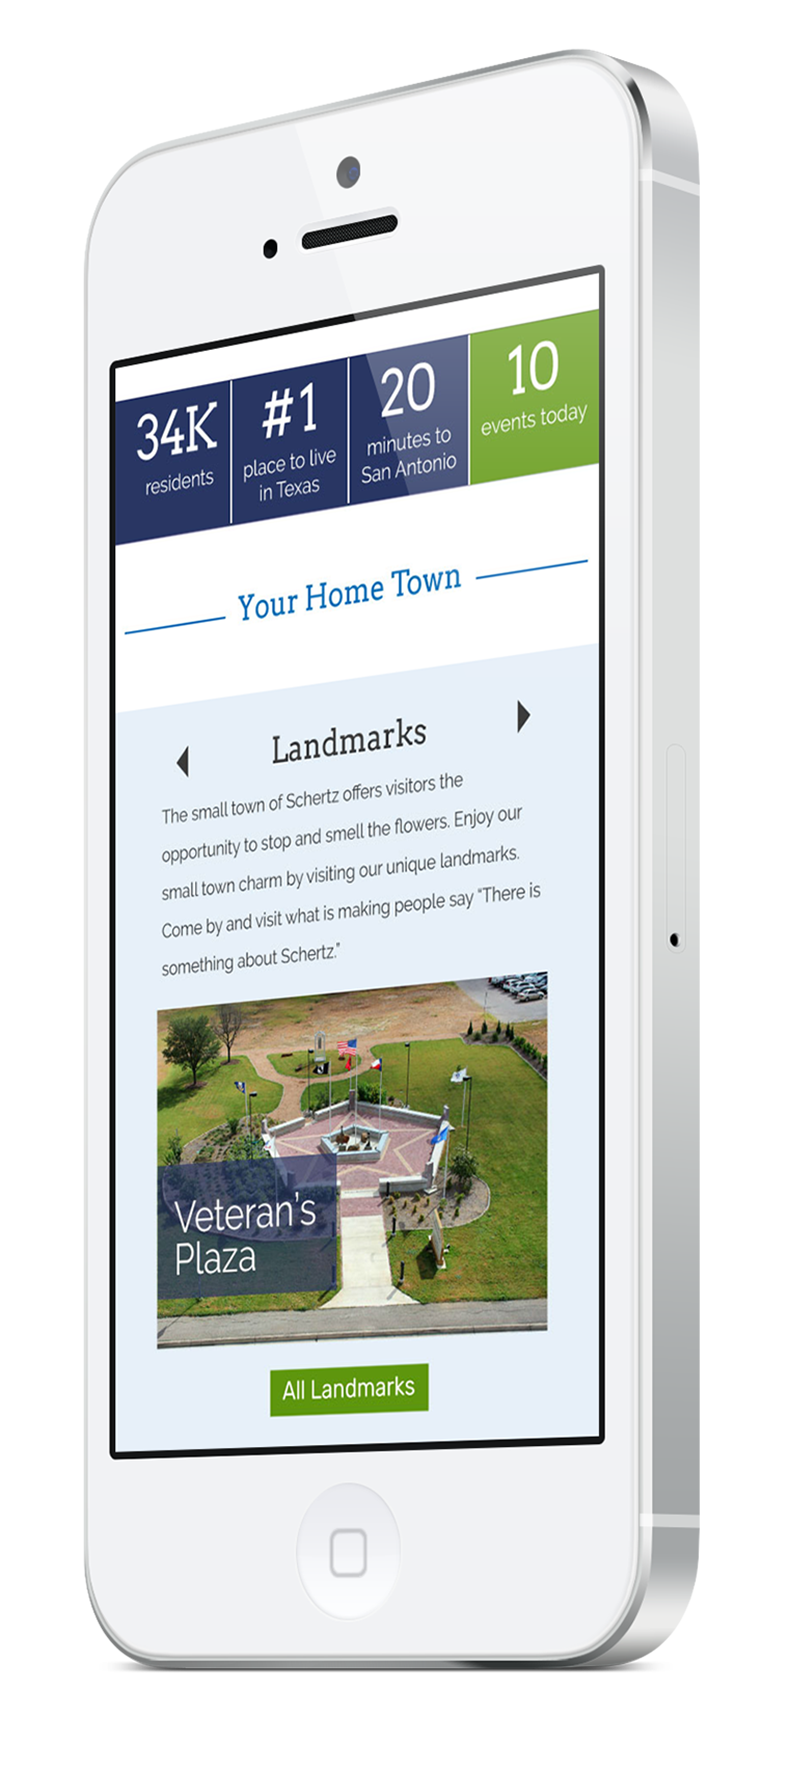 34K
residents
#1
place to live
in Texas
20
minutes to
San Antonio
10
events today
Your Home Town
Landmarks
The small town of Schertz offers visitors the
opportunity to stop and smell the flowers. Enjoy our
small town charm by visiting our unique landmarks.
Come by and visit what is making people say “There is
something about Schertz.”
Veteran’s
Plaza
All Landmarks